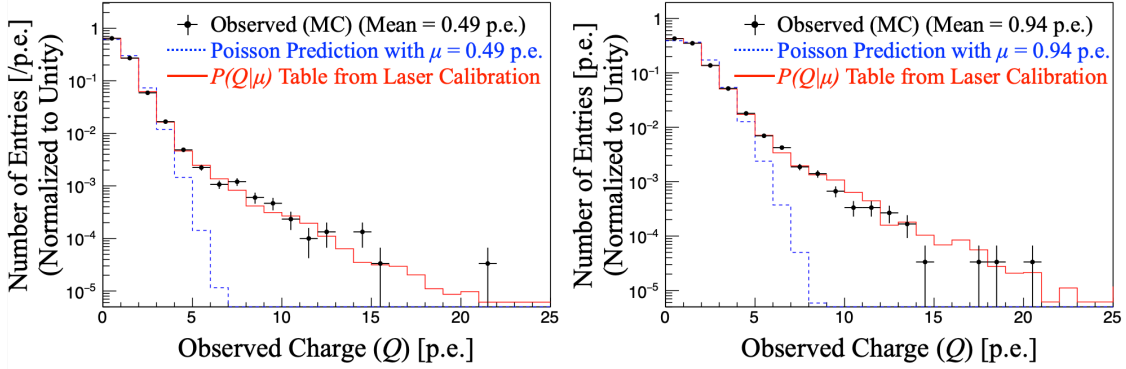 Number of Entries [/p.e.]
(Normalized to Unity)
1
10⁻¹
10⁻²
10⁻³
10⁻⁴
10⁻⁵
Observed (MC) (Mean = 0.49 p.e.)
Poisson Prediction with μ = 0.49 p.e.
P(Q|μ) Table from Laser Calibration
0 5 10 15 20 25
Observed Charge (Q) [p.e.]
Number of Entries [p.e.]
(Normalized to Unity)
1
10⁻¹
10⁻²
10⁻³
10⁻⁴
10⁻⁵
Observed (MC) (Mean = 0.94 p.e.)
Poisson Prediction with μ = 0.94 p.e.
P(Q|μ) Table from Laser Calibration
0 5 10 15 20 25
Observed Charge (Q) [p.e.]